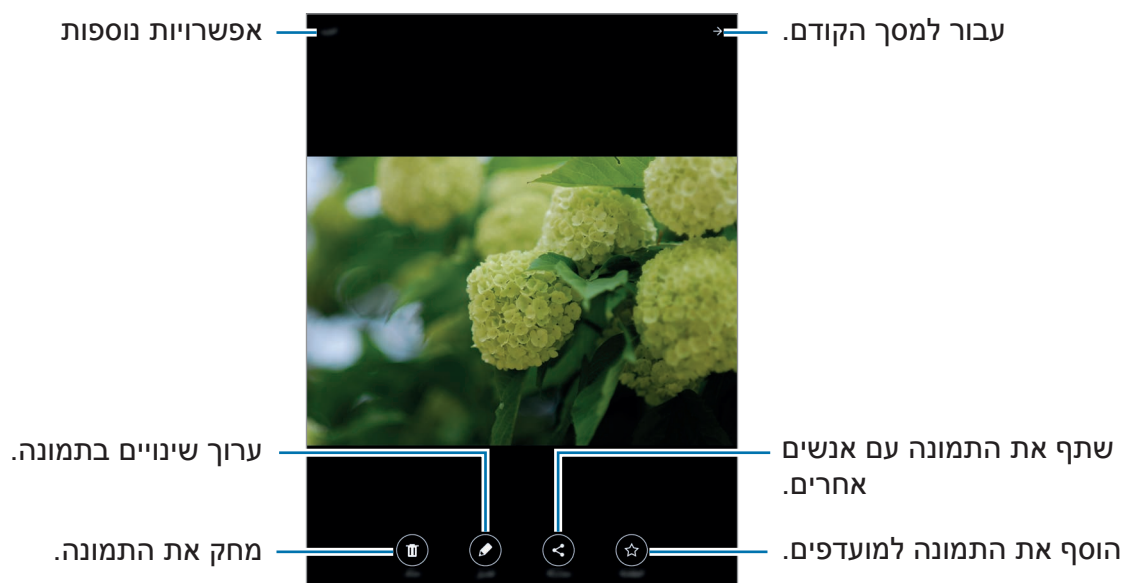 עבור למסך הקודם.
אפשרויות נוספות
שתף את התמונה עם אנשים
אחרים.
ערוך שינויים בתמונה.
הוסף את התמונה למועדפים.
מחק את התמונה.